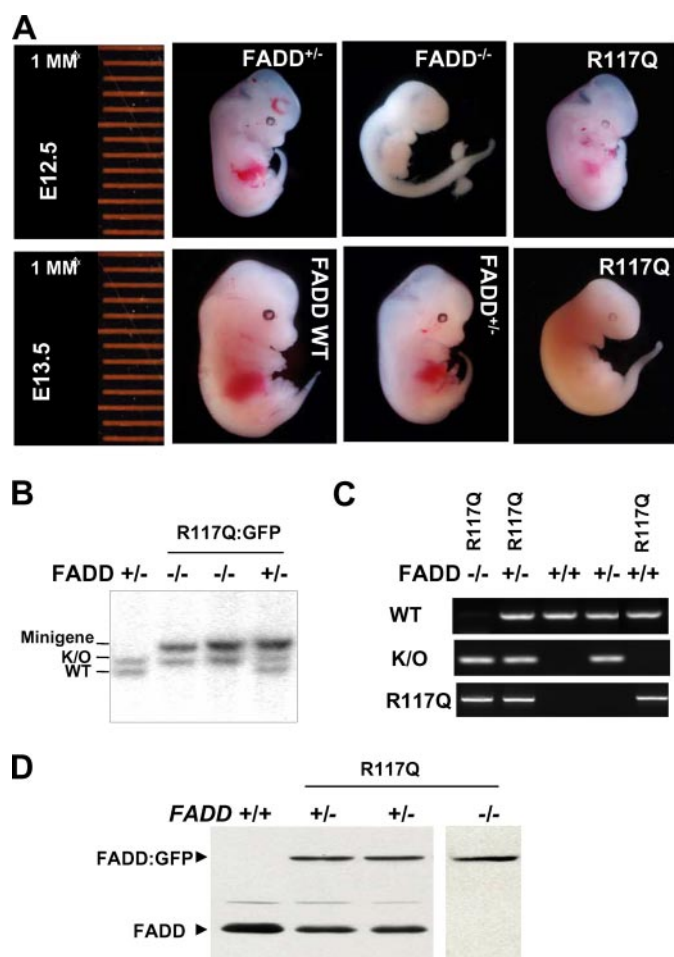 A
1 MM
FADD+/-
FADD-/-
R117Q
E12.5
1 MM
FADD WT
FADD+/-
R117Q
E13.5
B
R117Q:GFP
FADD +/- -/- -/- +/-
Minigene
K/O
WT
C
R117Q R117Q R117Q
FADD -/- +/- +/+ +/- +/+
WT
K/O
R117Q
D
R117Q
FADD +/+ +/- +/- -/-
FADD:GFP
FADD